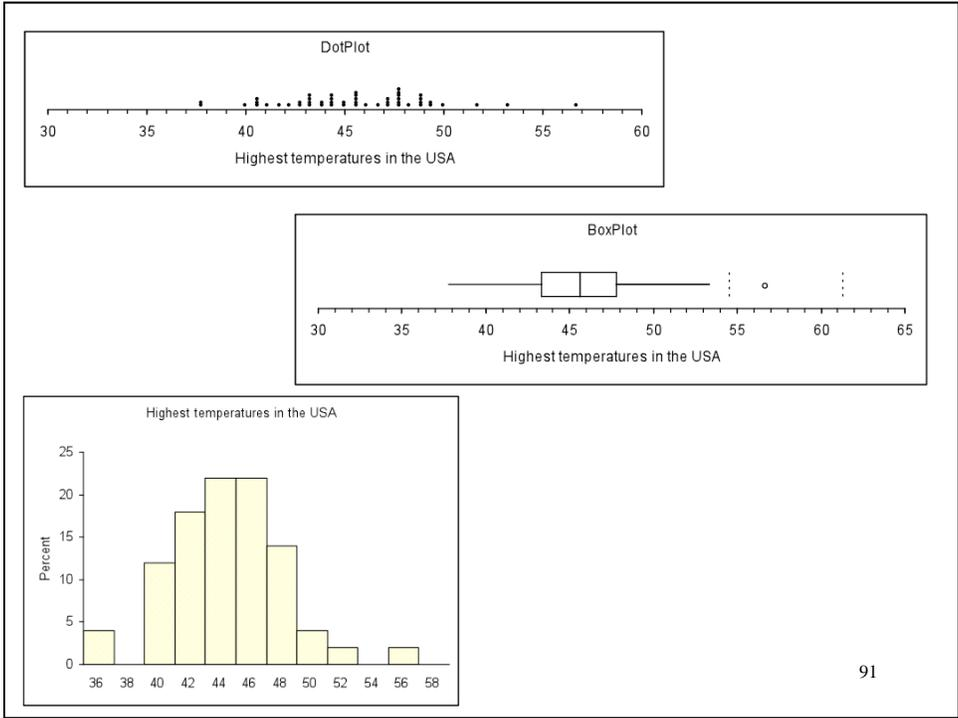 DotPlot
30 35 40 45 50 55 60
Highest temperatures in the USA
BoxPlot
30 35 40 45 50 55 60 65
Highest temperatures in the USA
Highest temperatures in the USA
25
20
15
10
5
0
Percent
36 38 40 42 44 46 48 50 52 54 56 58
91